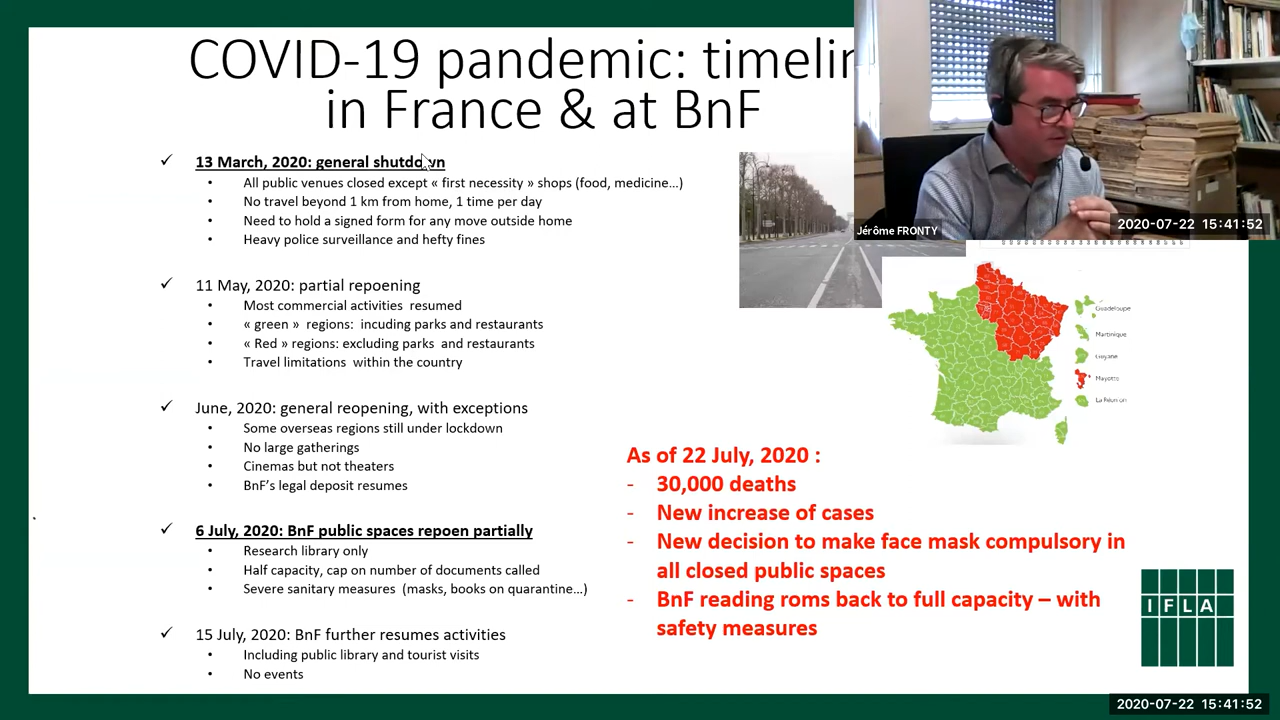 COVID-19 pandemic: timelin
in France & at BnF
✓ 13 March, 2020: general shutdown
• All public venues closed except « first necessity » shops (food, medicine…)
• No travel beyond 1 km from home, 1 time per day
• Need to hold a signed form for any move outside home
• Heavy police surveillance and hefty fines
✓ 11 May, 2020: partial repoening
• Most commercial activities resumed
• « green » regions: incuding parks and restaurants
• « Red » regions: excluding parks and restaurants
• Travel limitations within the country
✓ June, 2020: general reopening, with exceptions
• Some overseas regions still under lockdown
• No large gatherings
• Cinemas but not theaters
• BnF's legal deposit resumes
✓ 6 July, 2020: BnF public spaces repoen partially
• Research library only
• Half capacity, cap on number of documents called
• Severe sanitary measures (masks, books on quarantine…)
✓ 15 July, 2020: BnF further resumes activities
• Including public library and tourist visits
• No events
Jérôme FRONTY
2020-07-22 15:41:52
Guadeloupe
Martinique
Guyane
Mayotte
La Réunion
As of 22 July, 2020 :
- 30,000 deaths
- New increase of cases
- New decision to make face mask compulsory in
all closed public spaces
- BnF reading roms back to full capacity – with
safety measures
IFLA
2020-07-22 15:41:52